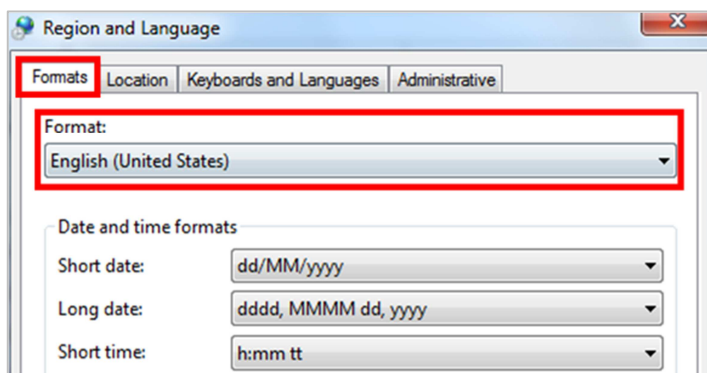 Region and Language
Formats Location Keyboards and Languages Administrative
Format:
English (United States)
Date and time formats
Short date: dd/MM/yyyy
Long date: dddd, MMMM dd, yyyy
Short time: h:mm tt